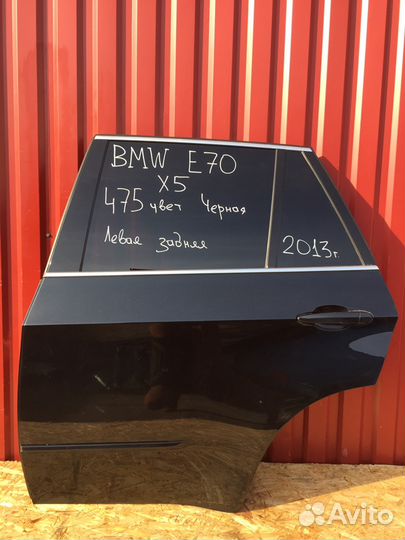 BMW E70
X5
475 цвет Черная
Левая задняя 2013г.
Avito